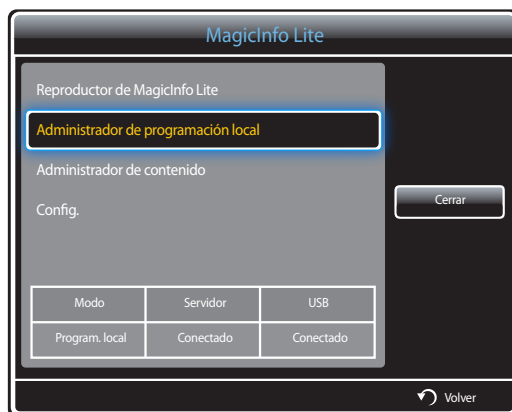 MagicInfo Lite
Reproductor de MagicInfo Lite
Administrador de programación local
Administrador de contenido
Config.
Cerrar
Modo Servidor USB
Program. local Conectado Conectado
Volver